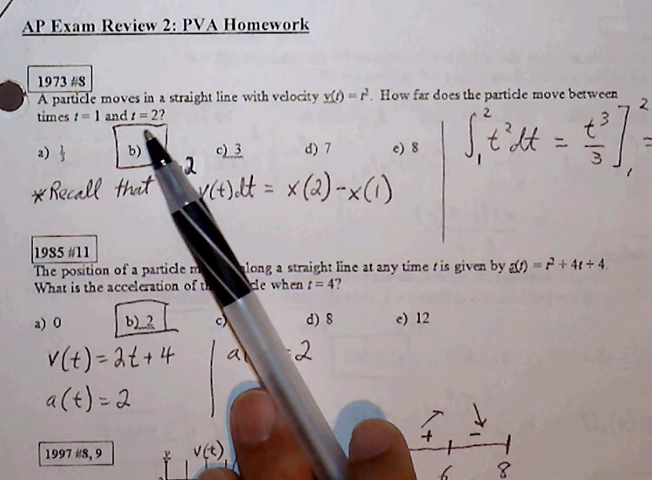 AP Exam Review 2: PVA Homework
1973 #8
A particle moves in a straight line with velocity v(t) = t². How far does the particle move between
times t = 1 and t = 2?
a) ⅓ b) c) 3 d) 7 e) 8
∫₁² t² dt = t³/3 ]₁² =
*Recall that 2 v(t)dt = x(2) - x(1)
1985 #11
The position of a particle along a straight line at any time t is given by s(t) = t² + 4t + 4.
What is the acceleration of when t = 4?
a) 0 b) 2 c) d) 8 e) 12
v(t) = 2t + 4
a(t) = 2
a = 2
1997 #8, 9
v(t)
+ -
6 8